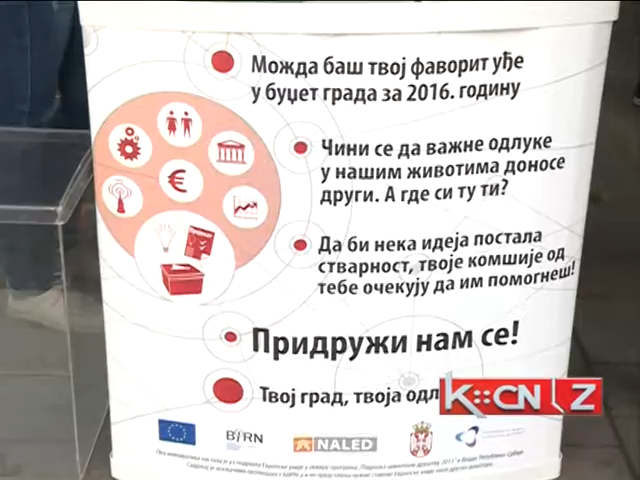 Можда баш твој фаворит уђе
у буџет града за 2016. годину
Чини се да важне одлуке
у нашим животима доносе
други. А где си ту ти?
Да би нека идеја постала
стварност, твоје комшије од
тебе очекују да им помогнеш!
Придружи нам се!
Твој град, твоја
K::CN Z
BIRN
NALED